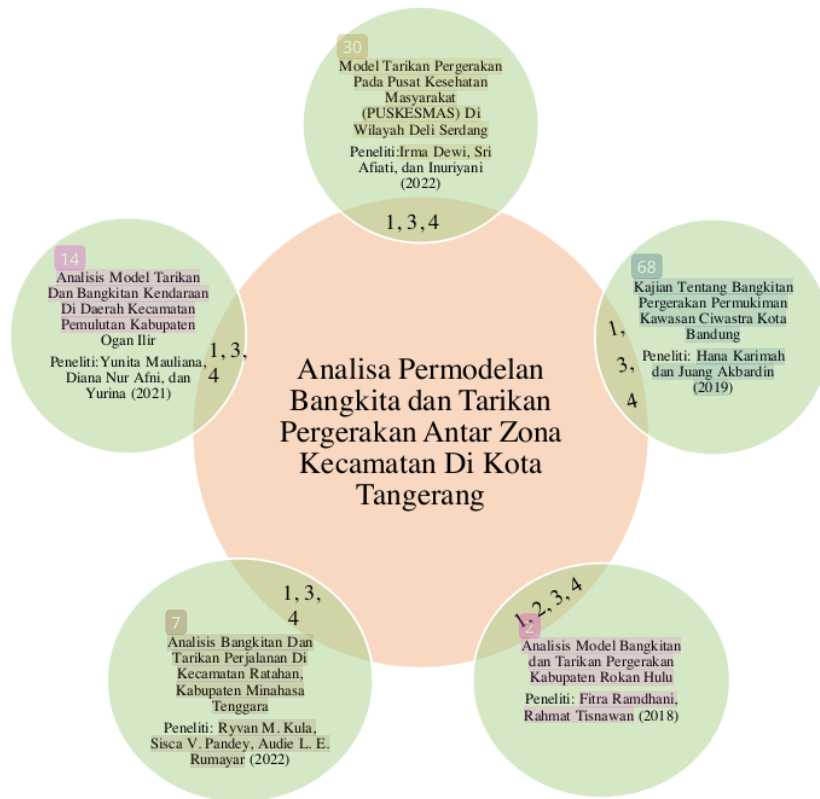 30
Model Tarikan Pergerakan
Pada Pusat Kesehatan
Masyarakat
(PUSKESMAS) Di
Wilayah Deli Serdang
Peneliti:Irma Dewi, Sri
Afiati, dan Inuriyani
(2022)
1, 3, 4
14
Analisis Model Tarikan
Dan Bangkitan Kendaraan
Di Daerah Kecamatan
Pemulutan Kabupaten
Ogan Ilir
Peneliti:Yunita Mauliana,
Diana Nur Afni, dan
Yurina (2021)
1, 3,
4
68
Kajian Tentang Bangkitan
Pergerakan Permukiman
Kawasan Ciwastra Kota
Bandung
Peneliti: Hana Karimah
dan Juang Akbardin
(2019)
1,
3,
4
Analisa Permodelan
Bangkita dan Tarikan
Pergerakan Antar Zona
Kecamatan Di Kota
Tangerang
1, 3,
4
7
Analisis Bangkitan Dan
Tarikan Perjalanan Di
Kecamatan Ratahan,
Kabupaten Minahasa
Tenggara
Peneliti: Ryvan M. Kula,
Sisca V. Pandey, Audie L. E.
Rumayar (2022)
1, 2, 3, 4
2
Analisis Model Bangkitan
dan Tarikan Pergerakan
Kabupaten Rokan Hulu
Peneliti: Fitra Ramdhani,
Rahmat Tisnawan (2018)